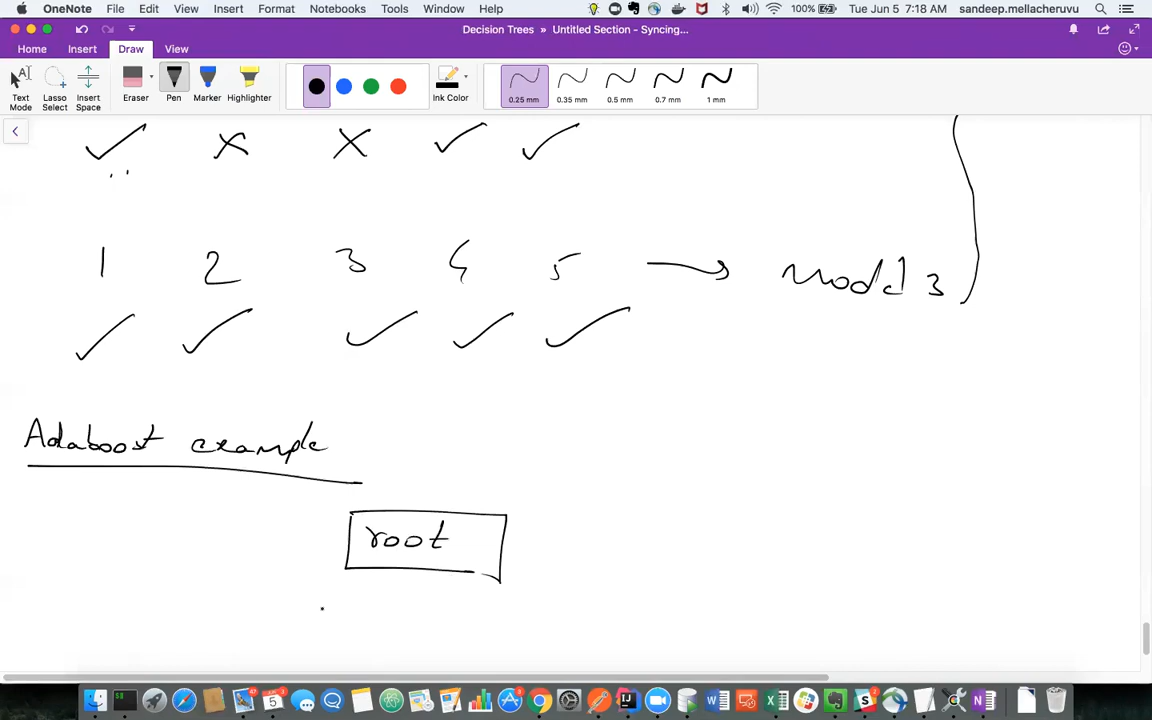 OneNote File Edit View Insert Format Notebooks Tools Window Help 100% Tue Jun 5 7:18 AM sandeep.mellacheruvu
Decision Trees » Untitled Section - Syncing...
Home Insert Draw View
Text Mode Lasso Select Insert Space Eraser Pen Marker Highlighter Ink Color 0.25 mm 0.35 mm 0.5 mm 0.7 mm 1 mm
1 2 3 4 5 → model 3
Adaboost example
root